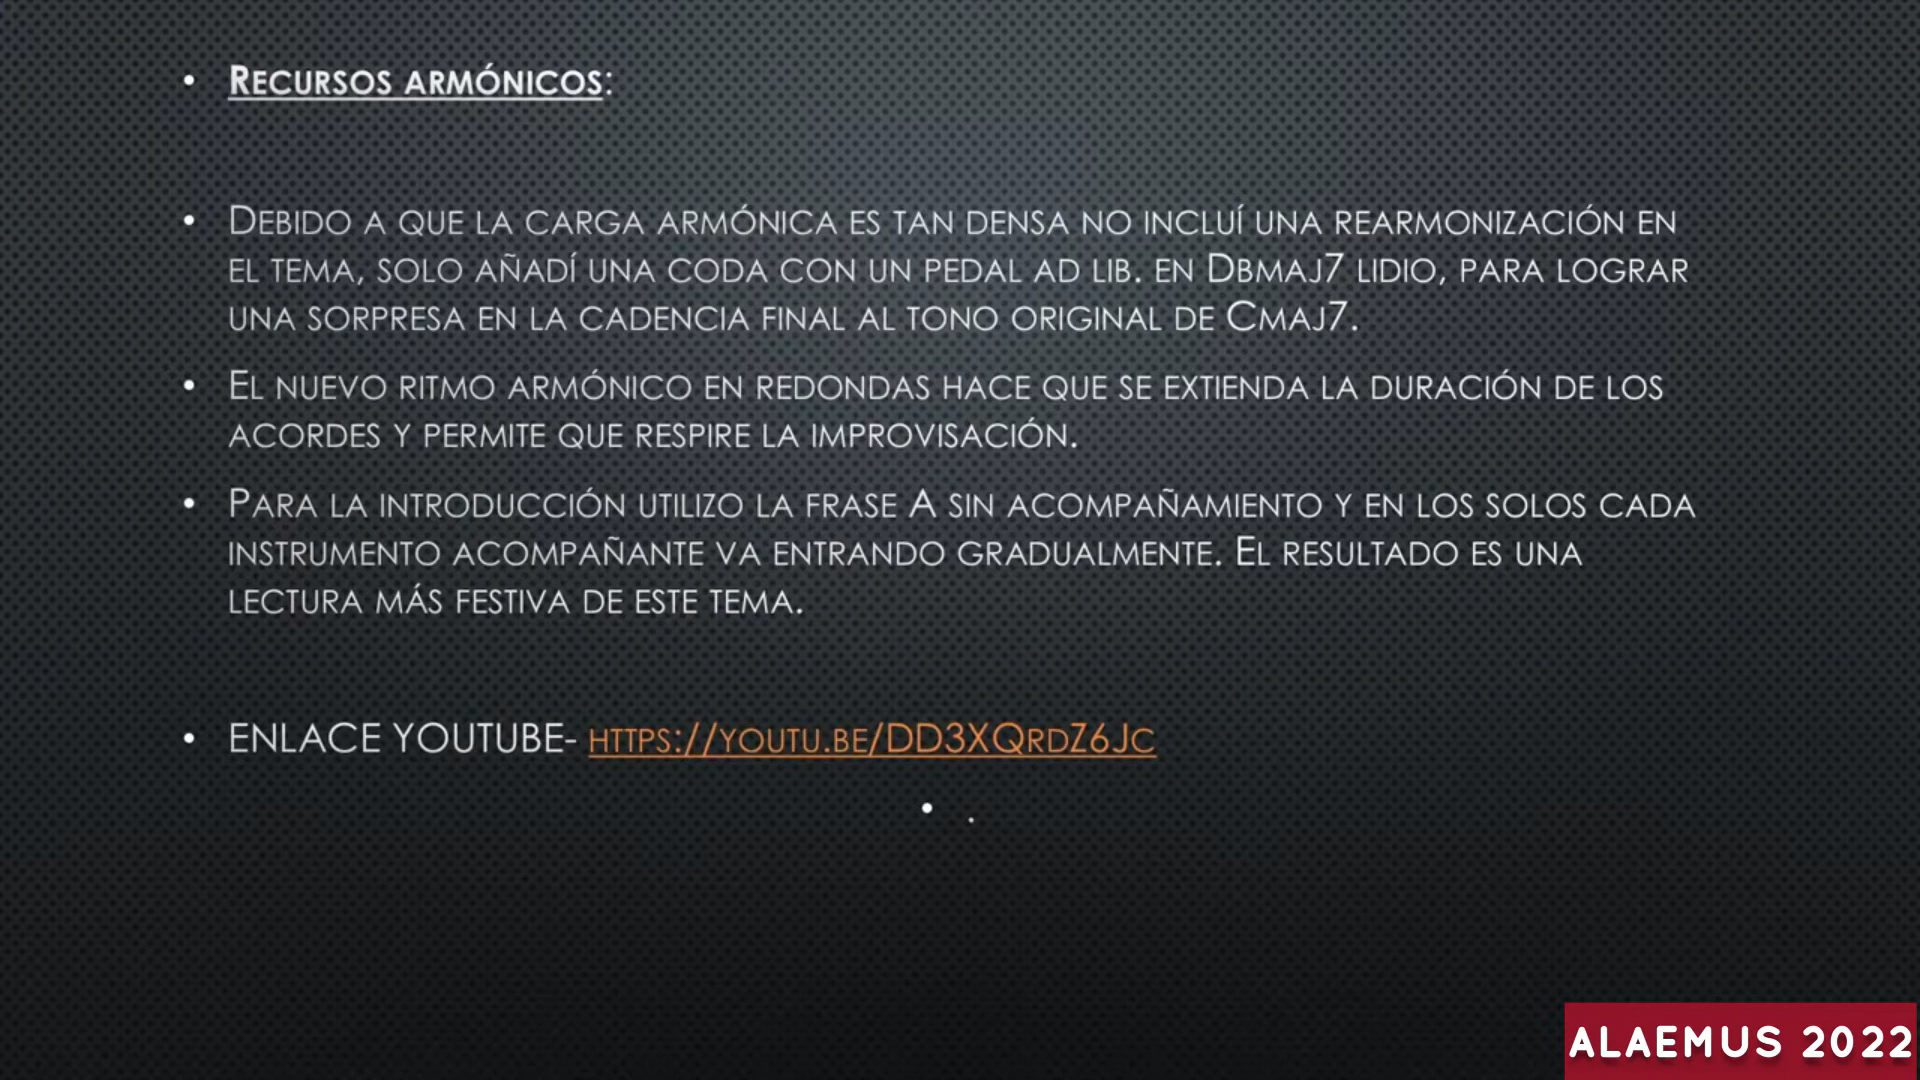 • RECURSOS ARMÓNICOS:
• DEBIDO A QUE LA CARGA ARMÓNICA ES TAN DENSA NO INCLUÍ UNA REARMONIZACIÓN EN
EL TEMA, SOLO AÑADÍ UNA CODA CON UN PEDAL AD LIB. EN DBMAJ7 LIDIO, PARA LOGRAR
UNA SORPRESA EN LA CADENCIA FINAL AL TONO ORIGINAL DE CMAJ7.
• EL NUEVO RITMO ARMÓNICO EN REDONDAS HACE QUE SE EXTIENDA LA DURACIÓN DE LOS
ACORDES Y PERMITE QUE RESPIRE LA IMPROVISACIÓN.
• PARA LA INTRODUCCIÓN UTILIZO LA FRASE A SIN ACOMPAÑAMIENTO Y EN LOS SOLOS CADA
INSTRUMENTO ACOMPAÑANTE VA ENTRANDO GRADUALMENTE. EL RESULTADO ES UNA
LECTURA MÁS FESTIVA DE ESTE TEMA.
• ENLACE YOUTUBE- HTTPS://YOUTU.BE/DD3XQRDZ6JC
• .
ALAEMUS 2022